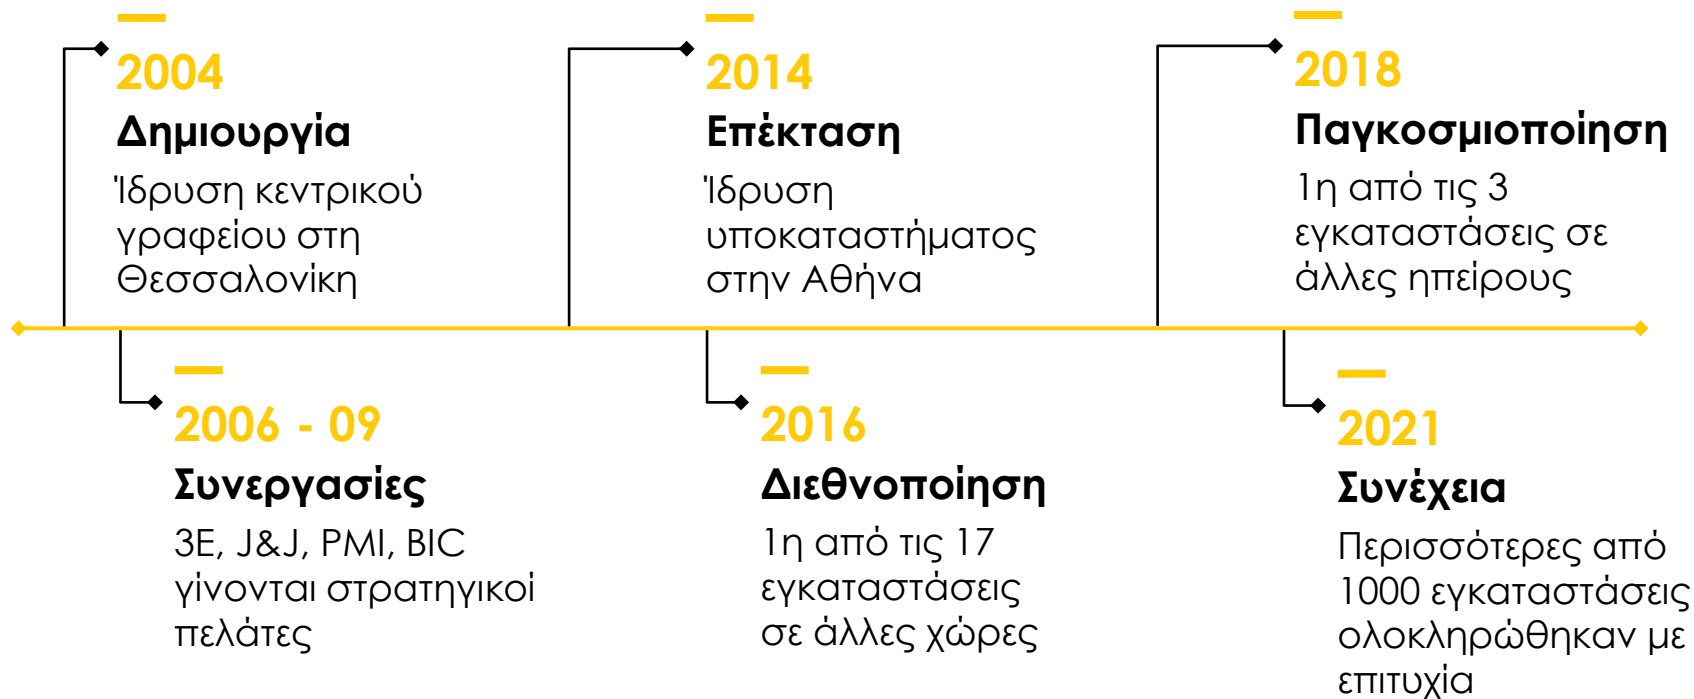 2004
Δημιουργία
Ίδρυση κεντρικού
γραφείου στη
Θεσσαλονίκη
2006 - 09
Συνεργασίες
3Ε, J&J, PMI, BIC
γίνονται στρατηγικοί
πελάτες
2014
Επέκταση
Ίδρυση
υποκαταστήματος
στην Αθήνα
2016
Διεθνοποίηση
1η από τις 17
εγκαταστάσεις
σε άλλες χώρες
2018
Παγκοσμιοποίηση
1η από τις 3
εγκαταστάσεις σε
άλλες ηπείρους
2021
Συνέχεια
Περισσότερες από
1000 εγκαταστάσεις
ολοκληρώθηκαν με
επιτυχία